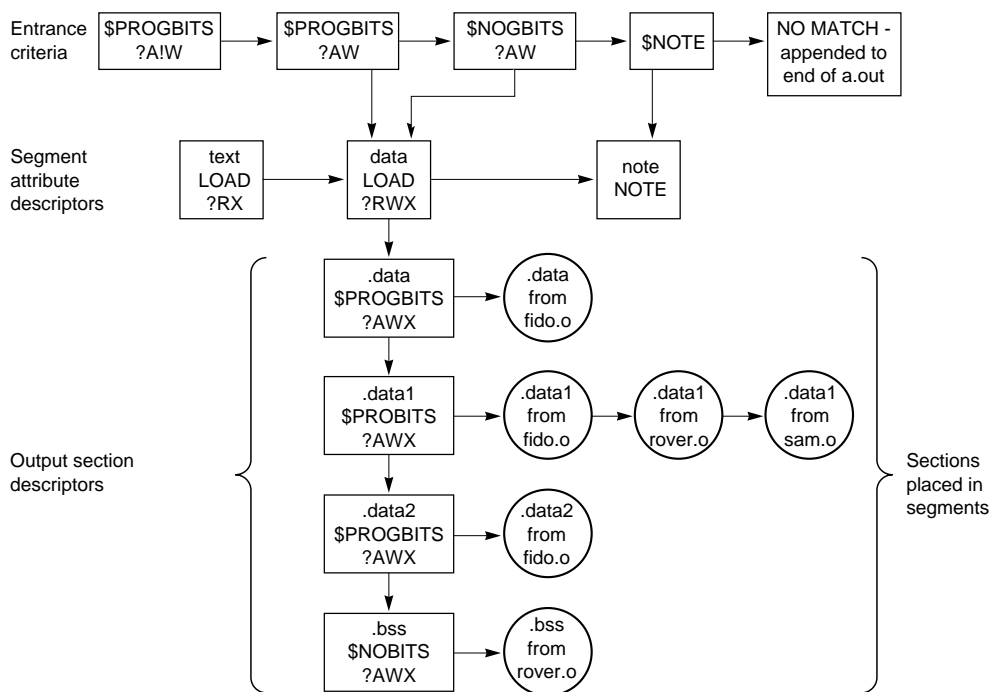 Entrance
criteria
$PROGBITS
?A!W
$PROGBITS
?AW
$NOGBITS
?AW
$NOTE
NO MATCH -
appended to
end of a.out
Segment
attribute
descriptors
text
LOAD
?RX
data
LOAD
?RWX
note
NOTE
.data
$PROGBITS
?AWX
.data
from
fido.o
.data1
$PROBITS
?AWX
.data1
from
fido.o
.data1
from
rover.o
.data1
from
sam.o
Output section
descriptors
Sections
placed in
segments
.data2
$PROGBITS
?AWX
.data2
from
fido.o
.bss
$NOBITS
?AWX
.bss
from
rover.o